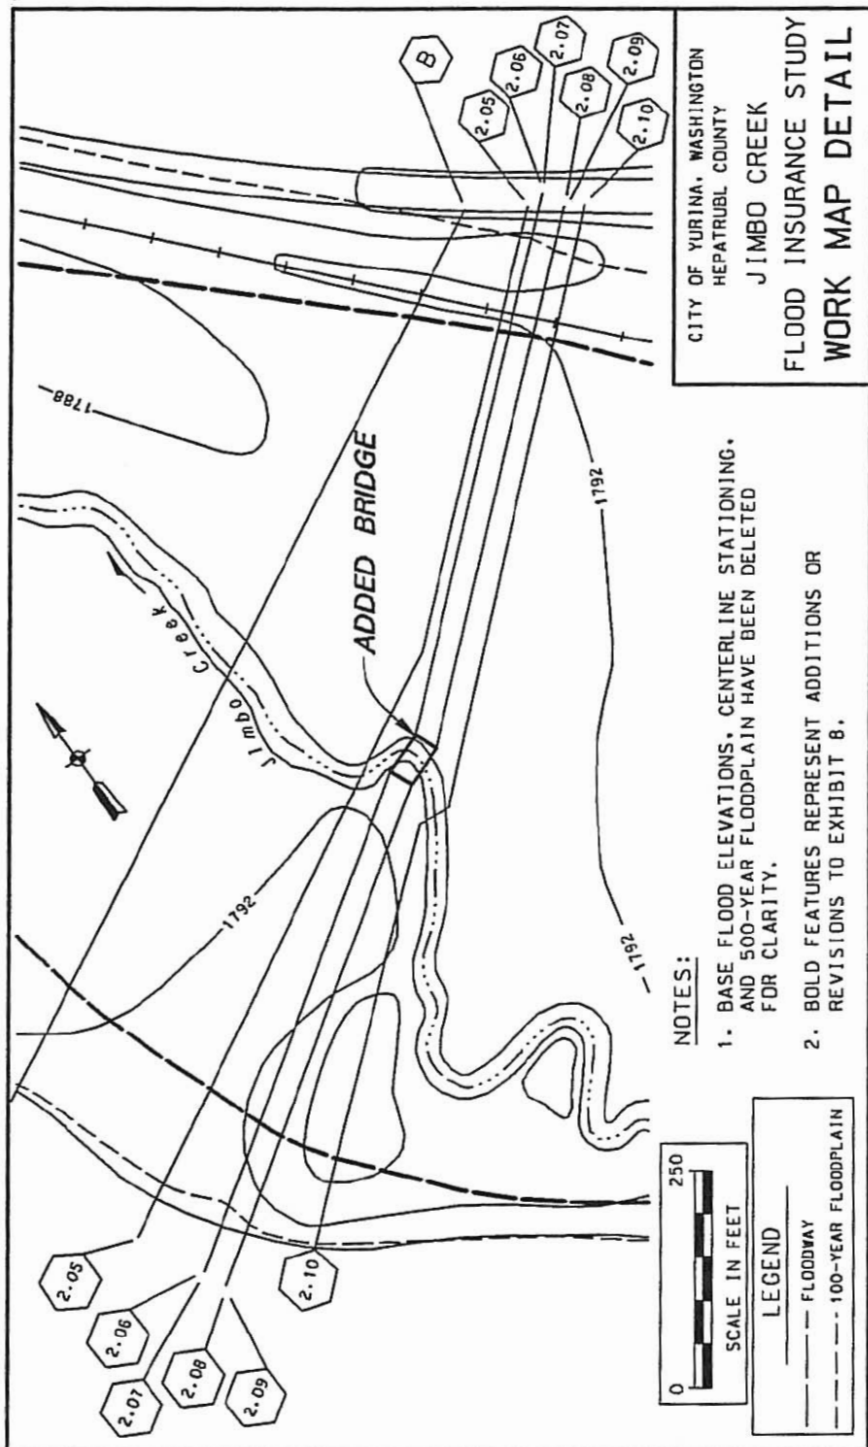 2.05
2.06
2.07
2.08
2.09
2.10
B
2.05
2.06
2.07
2.08
2.09
2.10
1788
1792
1792
1792
Jimbo Creek
ADDED BRIDGE
0 250
SCALE IN FEET
LEGEND
FLOODWAY
100-YEAR FLOODPLAIN
NOTES:
1. BASE FLOOD ELEVATIONS, CENTERLINE STATIONING,
AND 500-YEAR FLOODPLAIN HAVE BEEN DELETED
FOR CLARITY.
2. BOLD FEATURES REPRESENT ADDITIONS OR
REVISIONS TO EXHIBIT B.
CITY OF YURINA, WASHINGTON
HEPATRUBL COUNTY
JIMBO CREEK
FLOOD INSURANCE STUDY
WORK MAP DETAIL